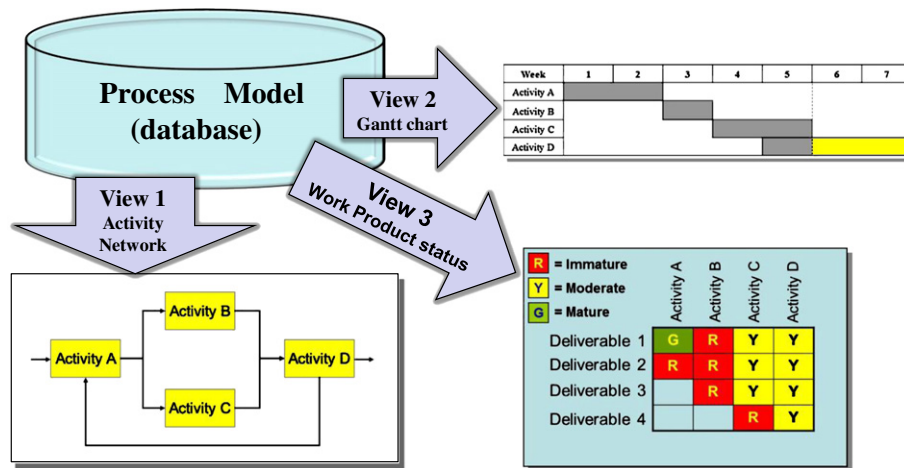 Process Model
(database)
View 2
Gantt chart
Week 1 2 3 4 5 6 7
Activity A
Activity B
Activity C
Activity D
View 1
Activity
Network
View 3
Work Product status
Activity B
Activity A
Activity D
Activity C
R = Immature
Y = Moderate
G = Mature
Activity A
Activity B
Activity C
Activity D
Deliverable 1 G R Y Y
Deliverable 2 R R Y Y
Deliverable 3 R Y Y
Deliverable 4 R Y